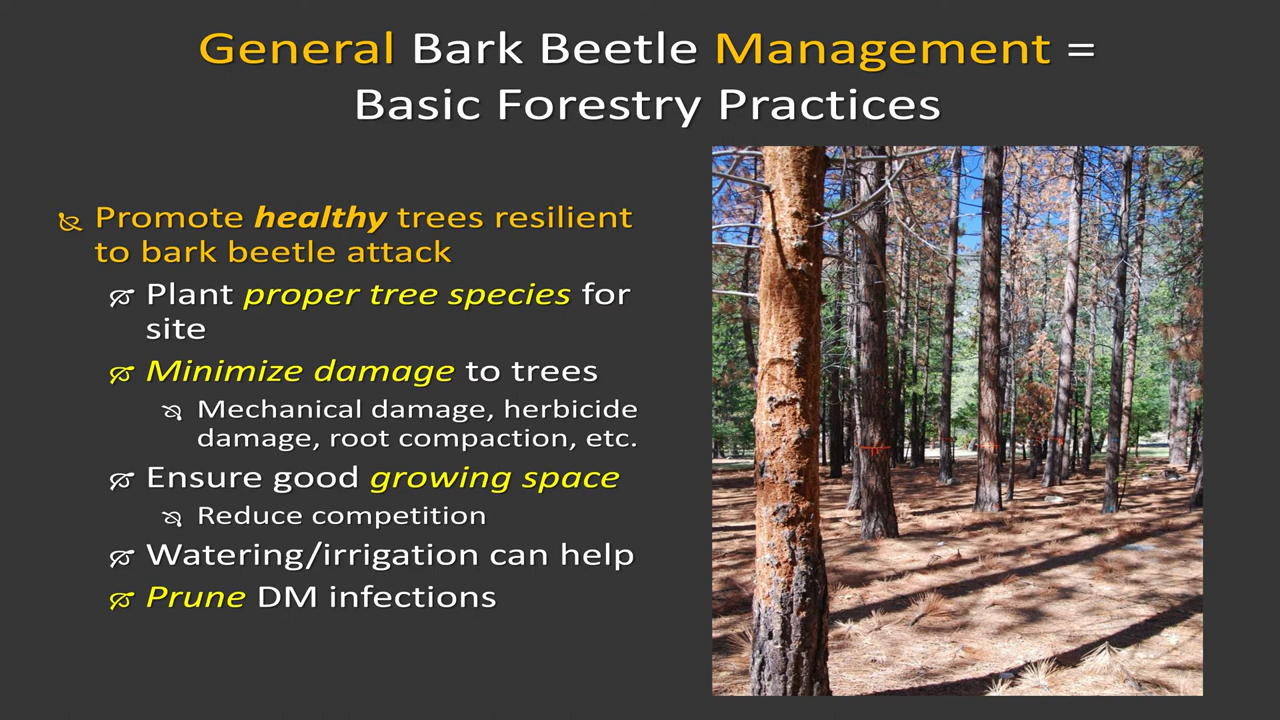 General Bark Beetle Management =
Basic Forestry Practices
Promote healthy trees resilient
to bark beetle attack
Plant proper tree species for
site
Minimize damage to trees
Mechanical damage, herbicide
damage, root compaction, etc.
Ensure good growing space
Reduce competition
Watering/irrigation can help
Prune DM infections